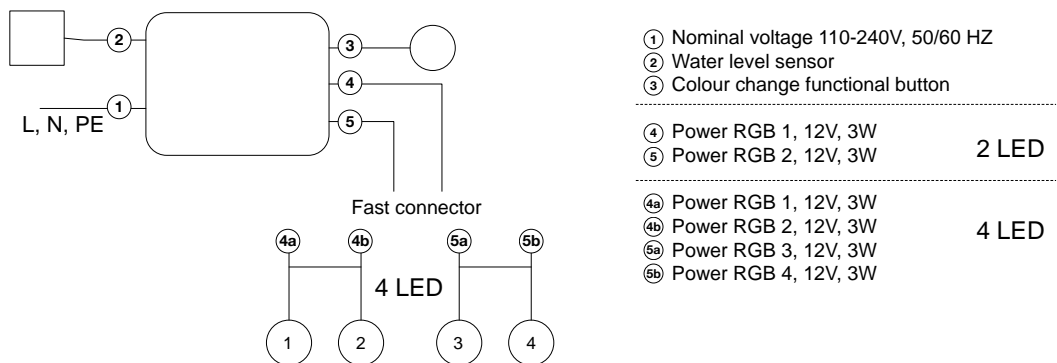 2
1
L, N, PE
3
4
5
Fast connector
4a
4b
5a
5b
4 LED
1
2
3
4
1 Nominal voltage 110-240V, 50/60 HZ
2 Water level sensor
3 Colour change functional button
4 Power RGB 1, 12V, 3W
5 Power RGB 2, 12V, 3W
2 LED
4a Power RGB 1, 12V, 3W
4b Power RGB 2, 12V, 3W
5a Power RGB 3, 12V, 3W
5b Power RGB 4, 12V, 3W
4 LED